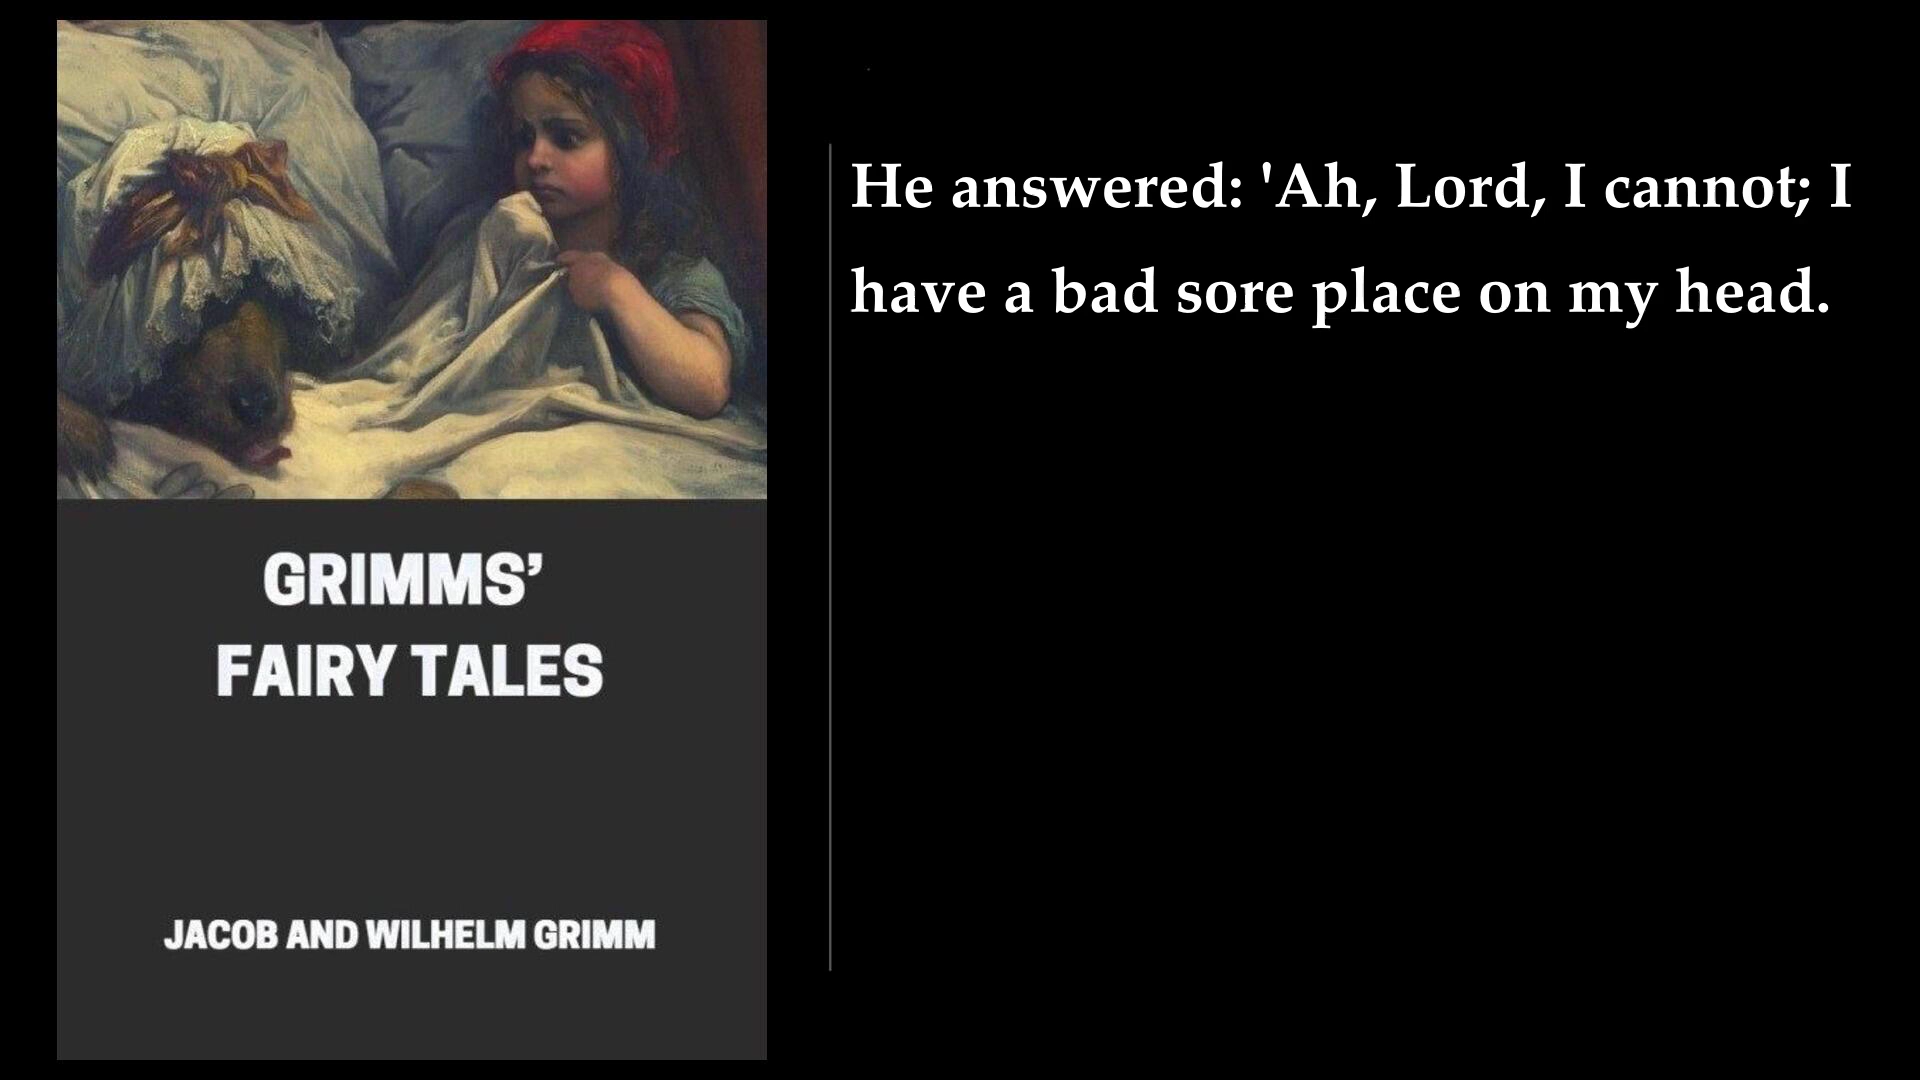 GRIMMS’
FAIRY TALES
JACOB AND WILHELM GRIMM
He answered: 'Ah, Lord, I cannot; I
have a bad sore place on my head.